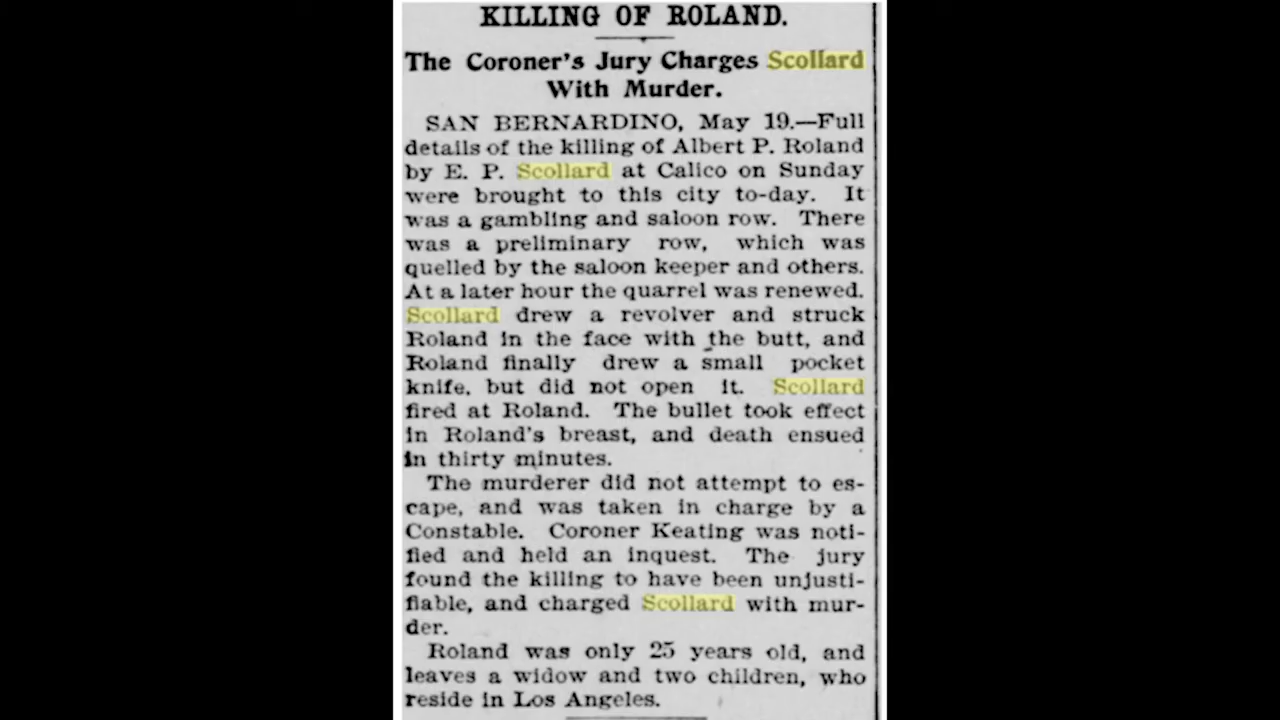 KILLING OF ROLAND.
The Coroner's Jury Charges Scollard
With Murder.
SAN BERNARDINO, May 19.—Full
details of the killing of Albert P. Roland
by E. P. Scollard at Calico on Sunday
were brought to this city to-day. It
was a gambling and saloon row. There
was a preliminary row, which was
quelled by the saloon keeper and others.
At a later hour the quarrel was renewed.
Scollard drew a revolver and struck
Roland in the face with the butt, and
Roland finally drew a small pocket
knife, but did not open it. Scollard
fired at Roland. The bullet took effect
in Roland's breast, and death ensued
in thirty minutes.
The murderer did not attempt to es-
cape, and was taken in charge by a
Constable. Coroner Keating was noti-
fied and held an inquest. The jury
found the killing to have been unjusti-
fiable, and charged Scollard with mur-
der.
Roland was only 25 years old, and
leaves a widow and two children, who
reside in Los Angeles.